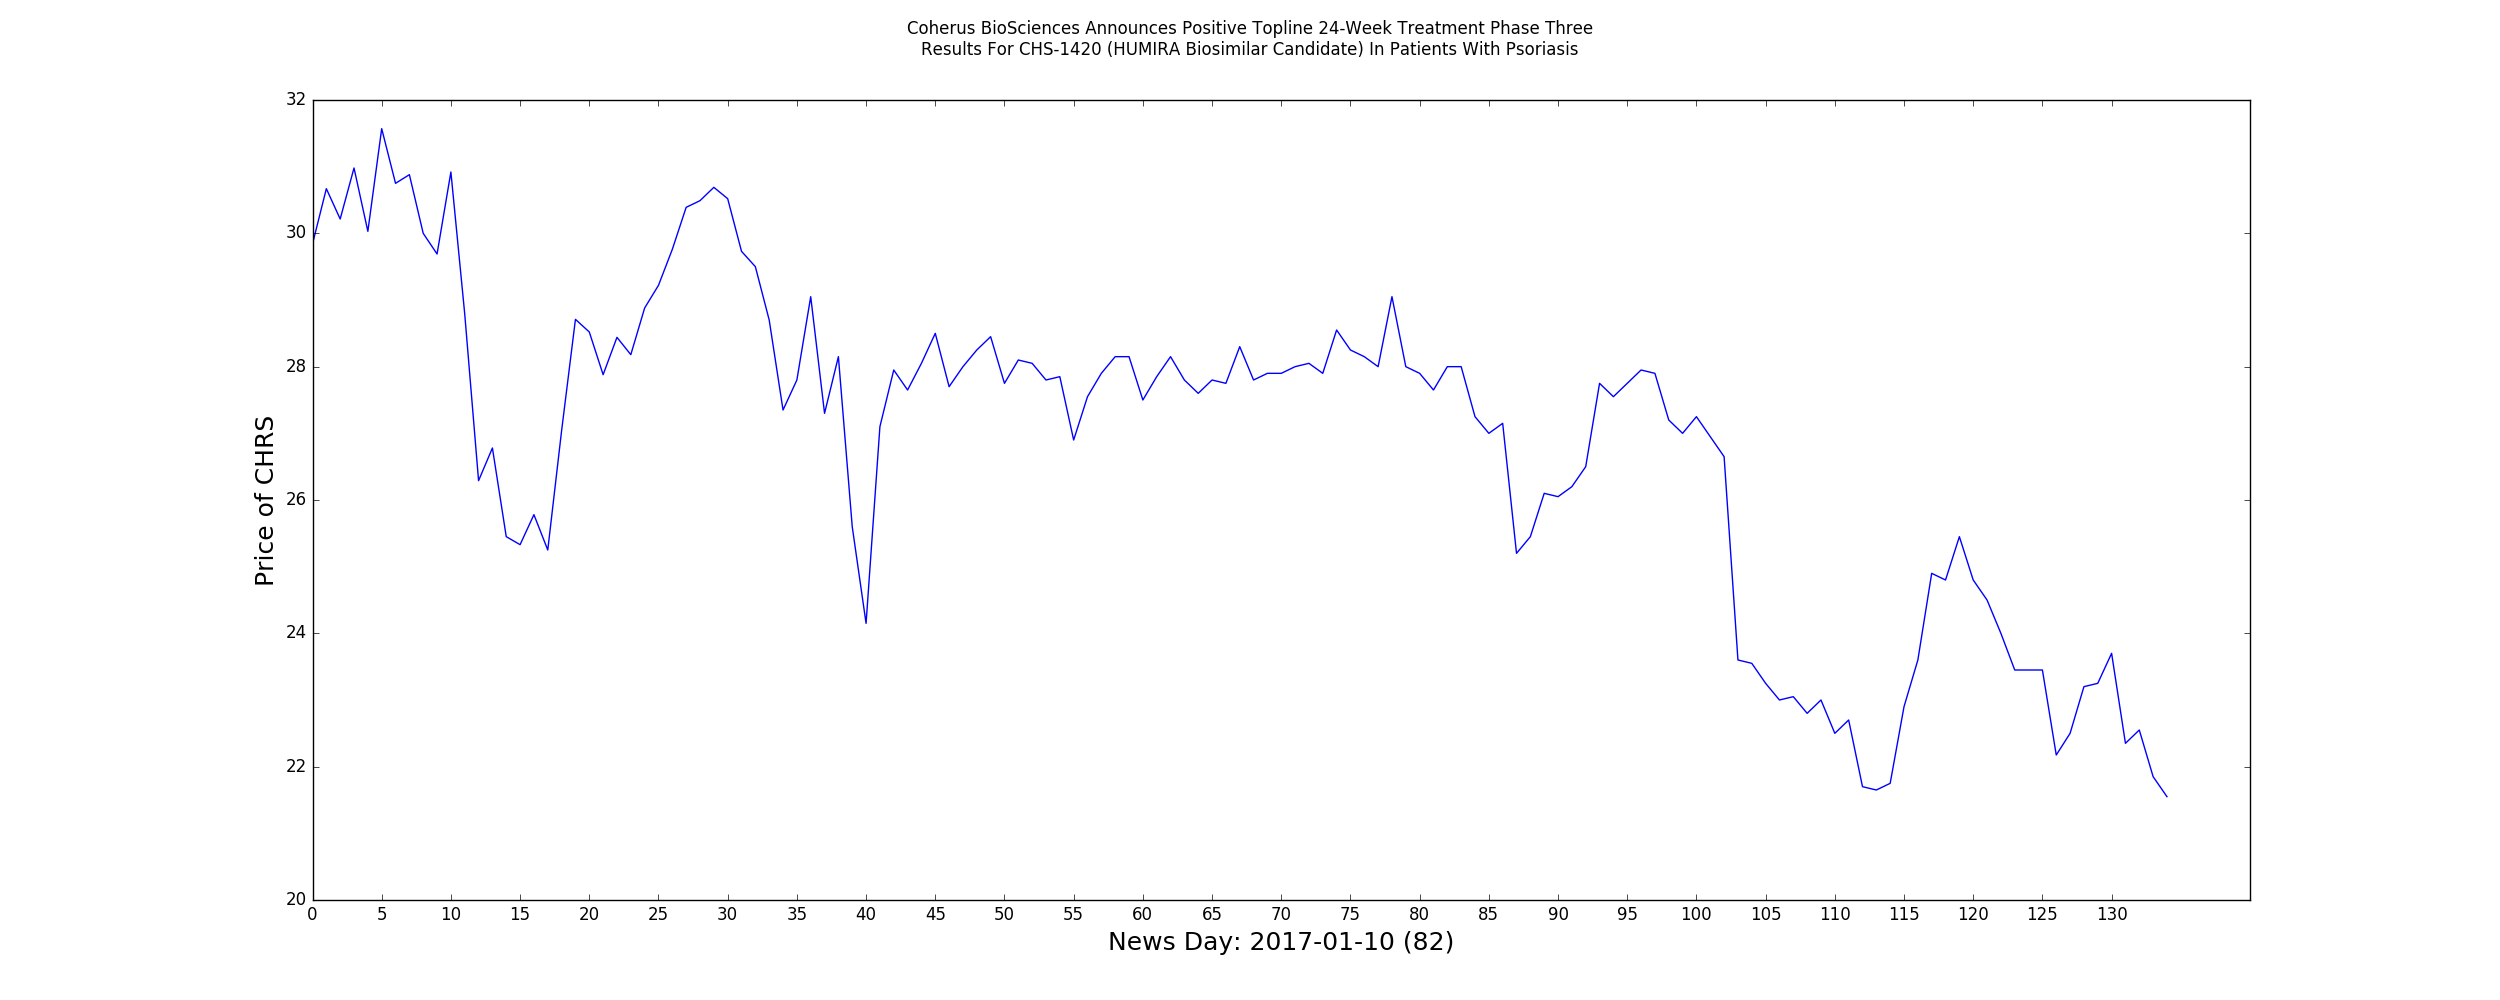 Coherus BioSciences Announces Positive Topline 24-Week Treatment Phase Three
Results For CHS-1420 (HUMIRA Biosimilar Candidate) In Patients With Psoriasis
32
30
28
26
24
22
20
Price of CHRS
0 5 10 15 20 25 30 35 40 45 50 55 60 65 70 75 80 85 90 95 100 105 110 115 120 125 130
News Day: 2017-01-10 (82)